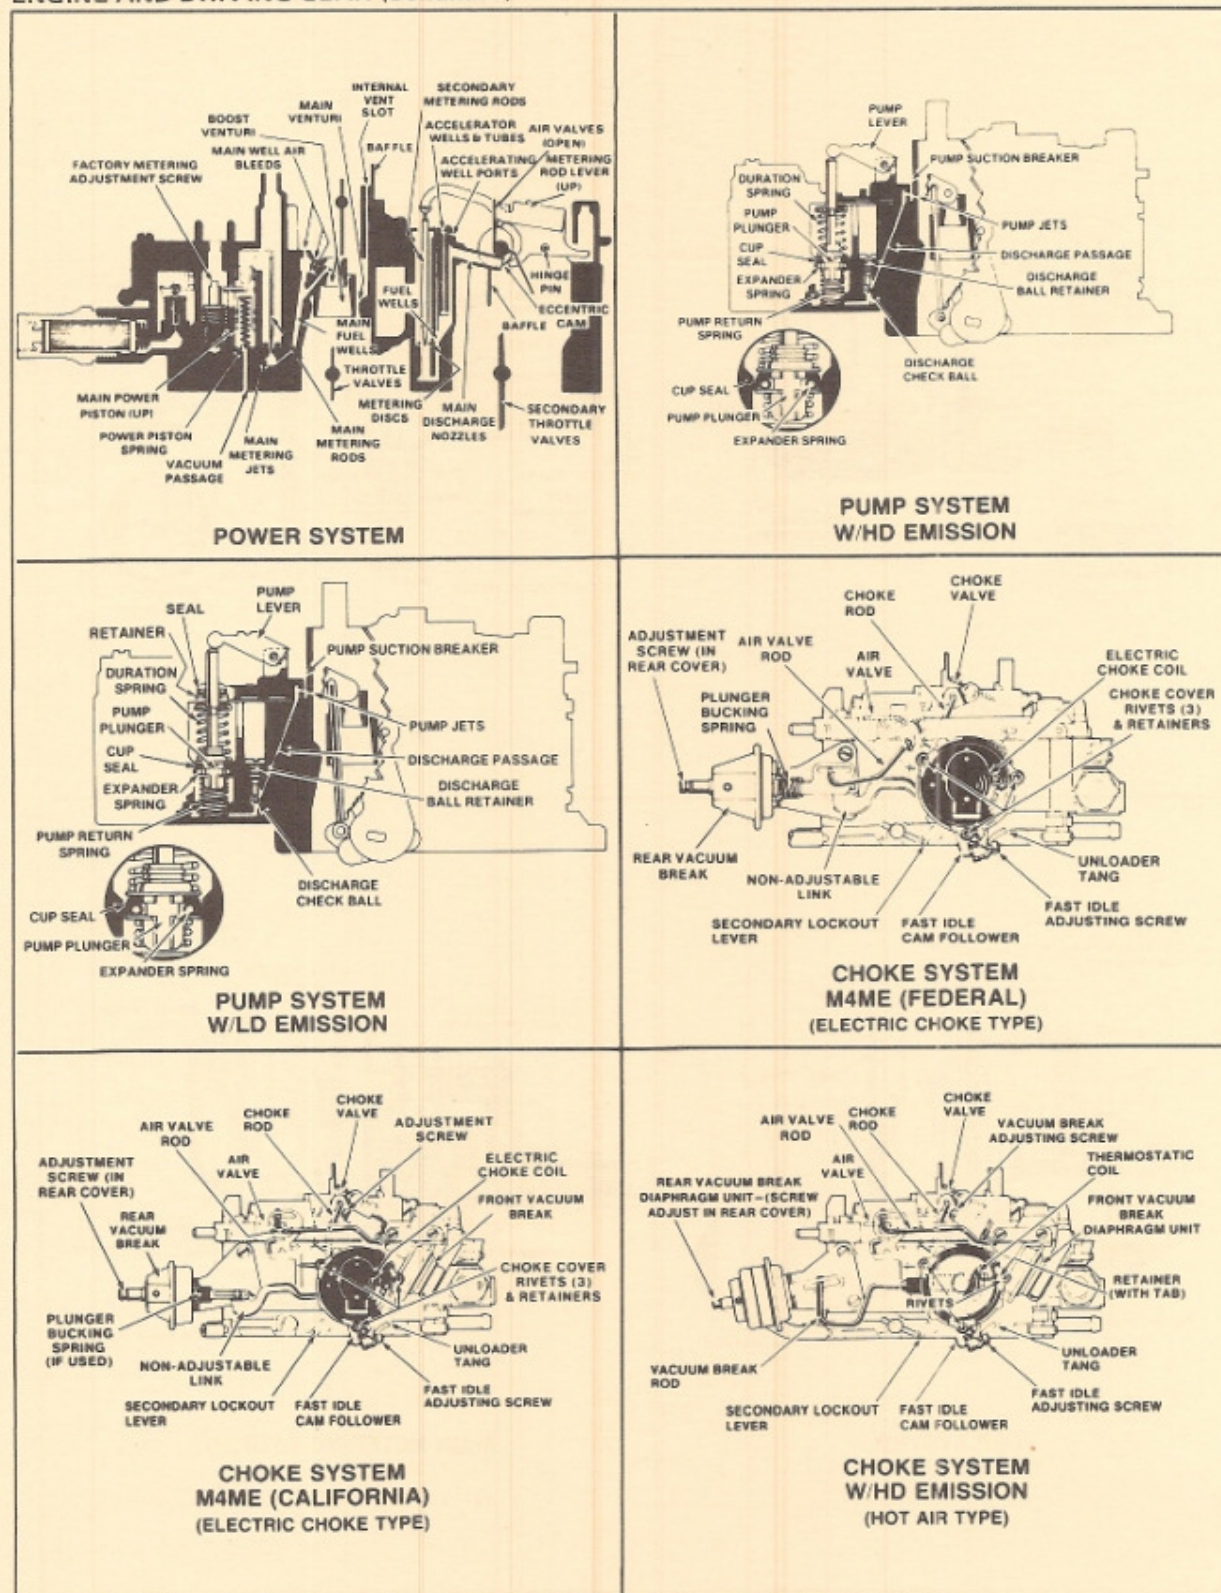 INTERNAL
VENT
SLOT
SECONDARY
METERING RODS
MAIN
VENTURI
BOOST
VENTURI
ACCELERATOR
WELLS & TUBES
AIR VALVES
(OPEN)
METERING
ROD LEVER
(UP)
MAIN WELL AIR
BLEEDS
BAFFLE
ACCELERATING
WELL PORTS
FACTORY METERING
ADJUSTMENT SCREW
FUEL
WELLS
HINGE
PIN
ECCENTRIC
CAM
BAFFLE
MAIN
FUEL
WELLS
THROTTLE
VALVES
MAIN POWER
PISTON (UP)
METERING
DISCS
MAIN
DISCHARGE
NOZZLES
SECONDARY
THROTTLE
VALVES
POWER PISTON
SPRING
MAIN
METERING
JETS
MAIN
METERING
RODS
VACUUM
PASSAGE
POWER SYSTEM
PUMP
LEVER
PUMP SUCTION BREAKER
DURATION
SPRING
PUMP
PLUNGER
PUMP JETS
CUP
SEAL
DISCHARGE PASSAGE
EXPANDER
SPRING
DISCHARGE
BALL RETAINER
PUMP RETURN
SPRING
DISCHARGE
CHECK BALL
CUP SEAL
PUMP PLUNGER
EXPANDER SPRING
PUMP SYSTEM
W/HD EMISSION
PUMP
LEVER
SEAL
RETAINER
PUMP SUCTION BREAKER
DURATION
SPRING
PUMP
PLUNGER
PUMP JETS
CUP
SEAL
DISCHARGE PASSAGE
EXPANDER
SPRING
DISCHARGE
BALL RETAINER
PUMP RETURN
SPRING
DISCHARGE
CHECK BALL
CUP SEAL
PUMP PLUNGER
EXPANDER SPRING
PUMP SYSTEM
W/LD EMISSION
CHOKE
VALVE
CHOKE
ROD
ADJUSTMENT
SCREW (IN
REAR COVER)
AIR VALVE
ROD
AIR
VALVE
ELECTRIC
CHOKE COIL
PLUNGER
BUCKING
SPRING
CHOKE COVER
RIVETS (3)
& RETAINERS
REAR VACUUM
BREAK
NON-ADJUSTABLE
LINK
UNLOADER
TANG
SECONDARY LOCKOUT
LEVER
FAST IDLE
CAM FOLLOWER
FAST IDLE
ADJUSTING SCREW
CHOKE SYSTEM
M4ME (FEDERAL)
(ELECTRIC CHOKE TYPE)
CHOKE
VALVE
AIR VALVE
ROD
CHOKE
ROD
ADJUSTMENT
SCREW
ADJUSTMENT
SCREW (IN
REAR COVER)
AIR
VALVE
ELECTRIC
CHOKE COIL
REAR
VACUUM
BREAK
FRONT VACUUM
BREAK
CHOKE COVER
RIVETS (3)
& RETAINERS
PLUNGER
BUCKING
SPRING
(IF USED)
NON-ADJUSTABLE
LINK
UNLOADER
TANG
SECONDARY LOCKOUT
LEVER
FAST IDLE
CAM FOLLOWER
FAST IDLE
ADJUSTING SCREW
CHOKE SYSTEM
M4ME (CALIFORNIA)
(ELECTRIC CHOKE TYPE)
CHOKE
VALVE
AIR VALVE
ROD
CHOKE
ROD
VACUUM BREAK
ADJUSTING SCREW
AIR
VALVE
THERMOSTATIC
COIL
REAR VACUUM BREAK
DIAPHRAGM UNIT-(SCREW
ADJUST IN REAR COVER)
FRONT VACUUM
BREAK
DIAPHRAGM UNIT
RETAINER
(WITH TAB)
RIVETS
VACUUM BREAK
ROD
UNLOADER
TANG
SECONDARY LOCKOUT
LEVER
FAST IDLE
CAM FOLLOWER
FAST IDLE
ADJUSTING SCREW
CHOKE SYSTEM
W/HD EMISSION
(HOT AIR TYPE)